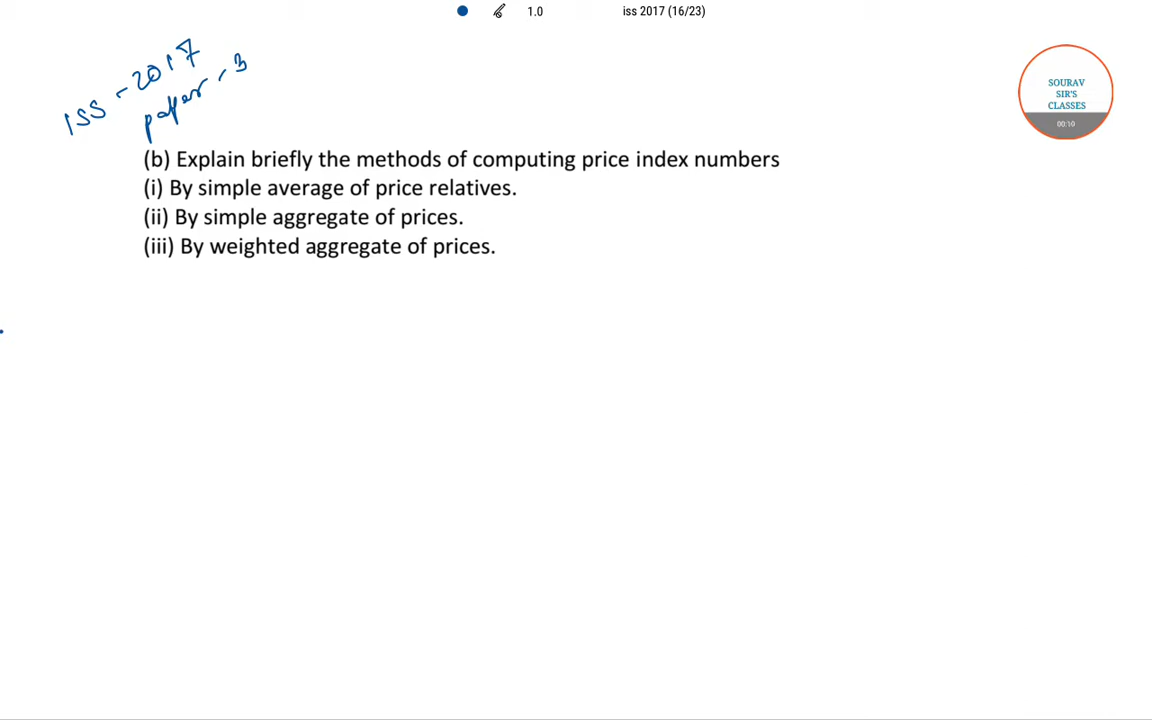 1.0
iss 2017 (16/23)
ISS - 2017
paper - 3
SOURAV
SIR'S
CLASSES
00:10
(b) Explain briefly the methods of computing price index numbers
(i) By simple average of price relatives.
(ii) By simple aggregate of prices.
(iii) By weighted aggregate of prices.